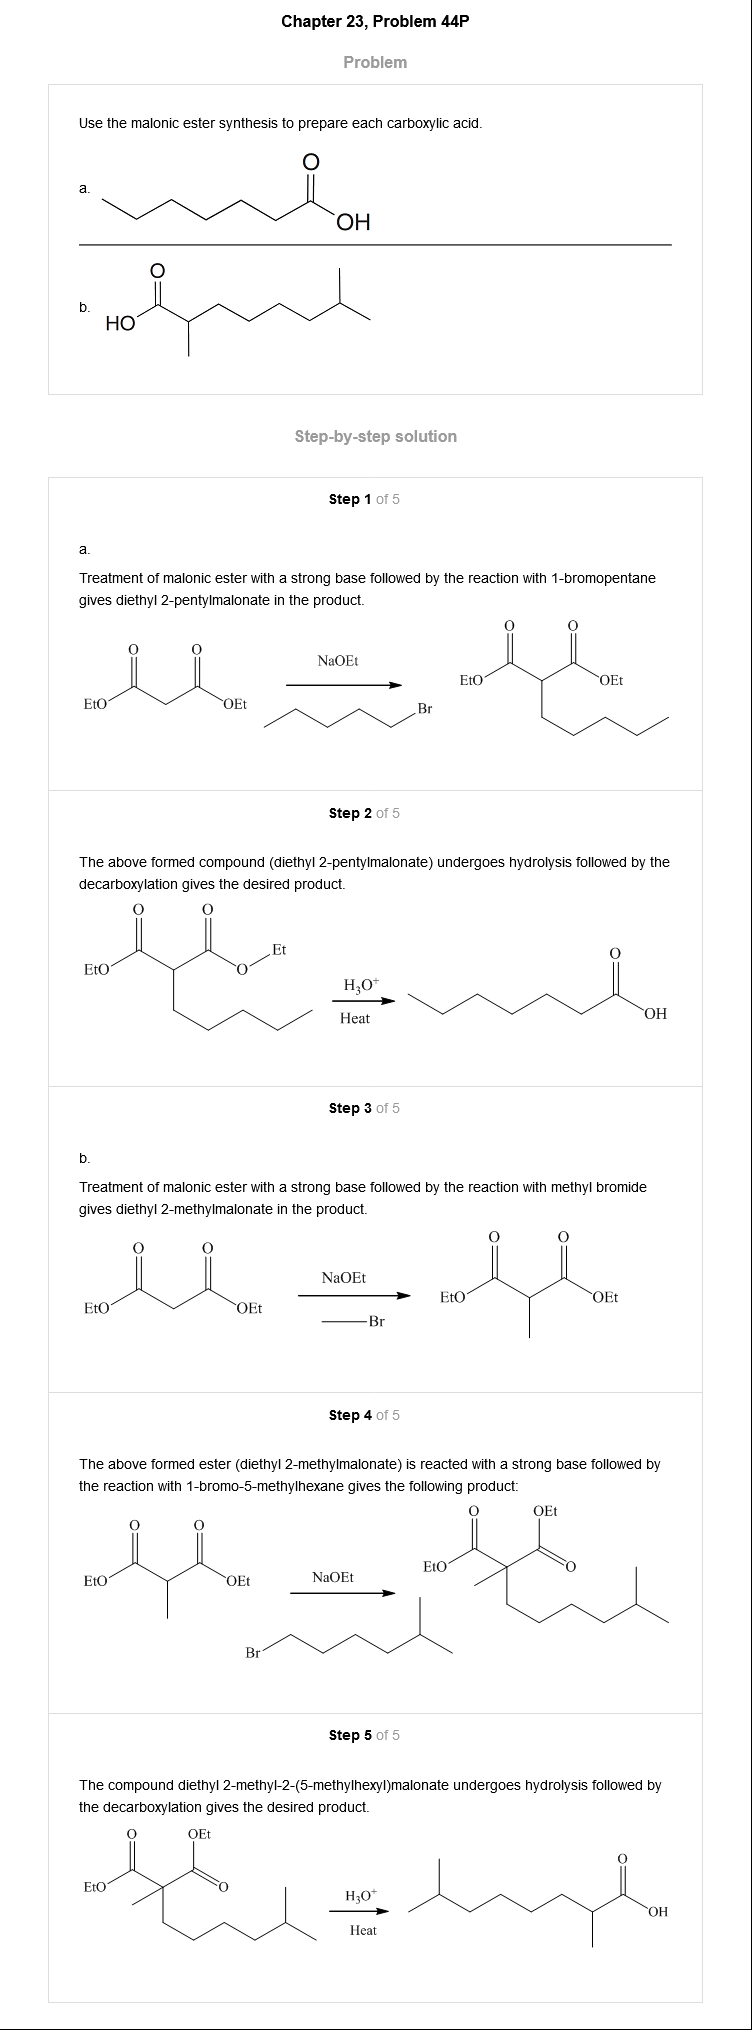 Chapter 23, Problem 44P
Problem
Use the malonic ester synthesis to prepare each carboxylic acid.
a.
O
OH
b.
O
HO
Step-by-step solution
Step 1 of 5
a.
Treatment of malonic ester with a strong base followed by the reaction with 1-bromopentane
gives diethyl 2-pentylmalonate in the product.
O O
EtO OEt
NaOEt
Br
O O
EtO OEt
Step 2 of 5
The above formed compound (diethyl 2-pentylmalonate) undergoes hydrolysis followed by the
decarboxylation gives the desired product.
O O
Et
EtO O
H₃O⁺
Heat
O
OH
Step 3 of 5
b.
Treatment of malonic ester with a strong base followed by the reaction with methyl bromide
gives diethyl 2-methylmalonate in the product.
O O
EtO OEt
NaOEt
Br
O O
EtO OEt
Step 4 of 5
The above formed ester (diethyl 2-methylmalonate) is reacted with a strong base followed by
the reaction with 1-bromo-5-methylhexane gives the following product:
O O
EtO OEt
NaOEt
Br
O OEt
EtO O
Step 5 of 5
The compound diethyl 2-methyl-2-(5-methylhexyl)malonate undergoes hydrolysis followed by
the decarboxylation gives the desired product.
O OEt
EtO O
H₃O⁺
Heat
O
OH